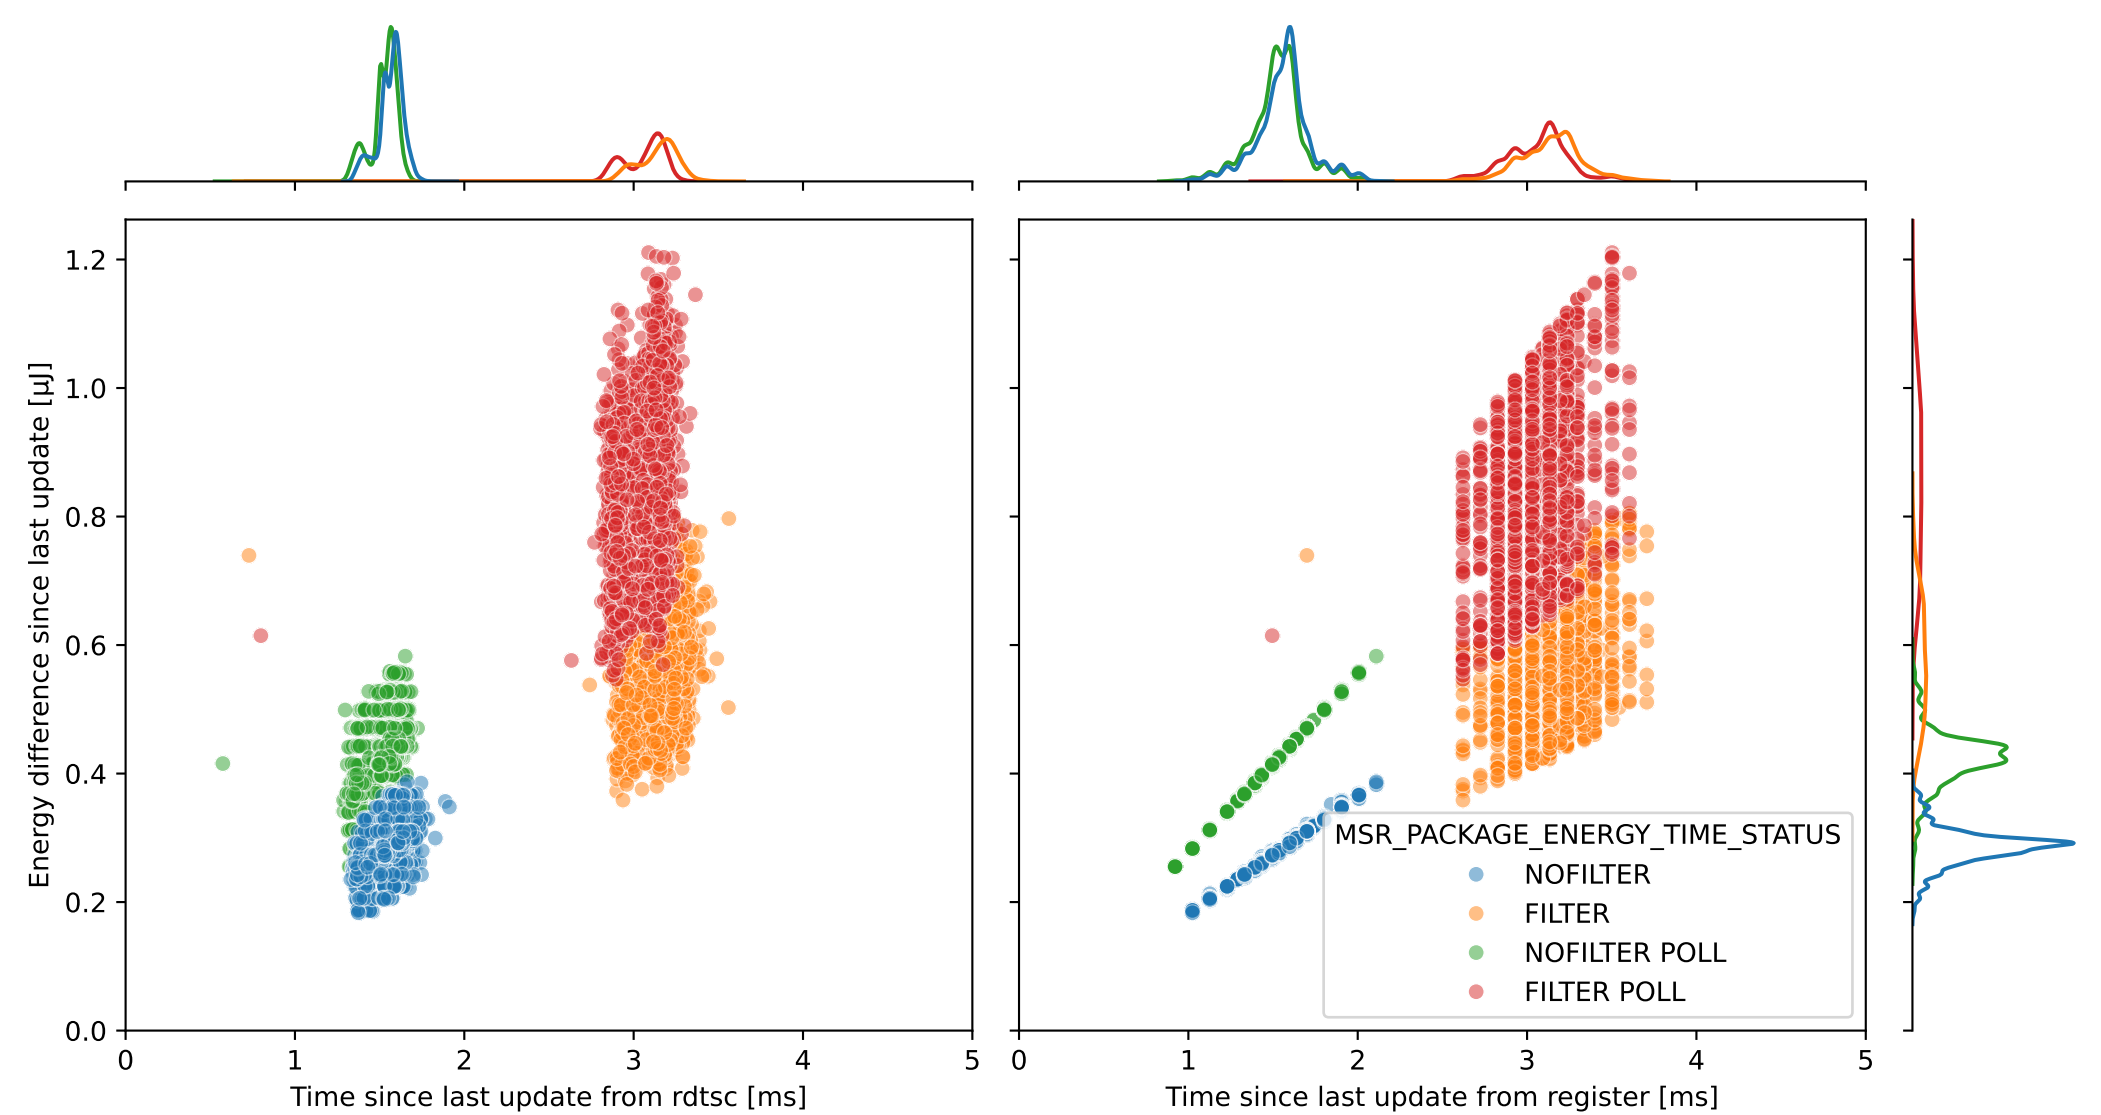 1.2
1.0
0.8
0.6
0.4
0.2
0.0
Energy difference since last update [µJ]
0 1 2 3 4 5
Time since last update from rdtsc [ms]
MSR_PACKAGE_ENERGY_TIME_STATUS
NOFILTER
FILTER
NOFILTER POLL
FILTER POLL
0 1 2 3 4 5
Time since last update from register [ms]